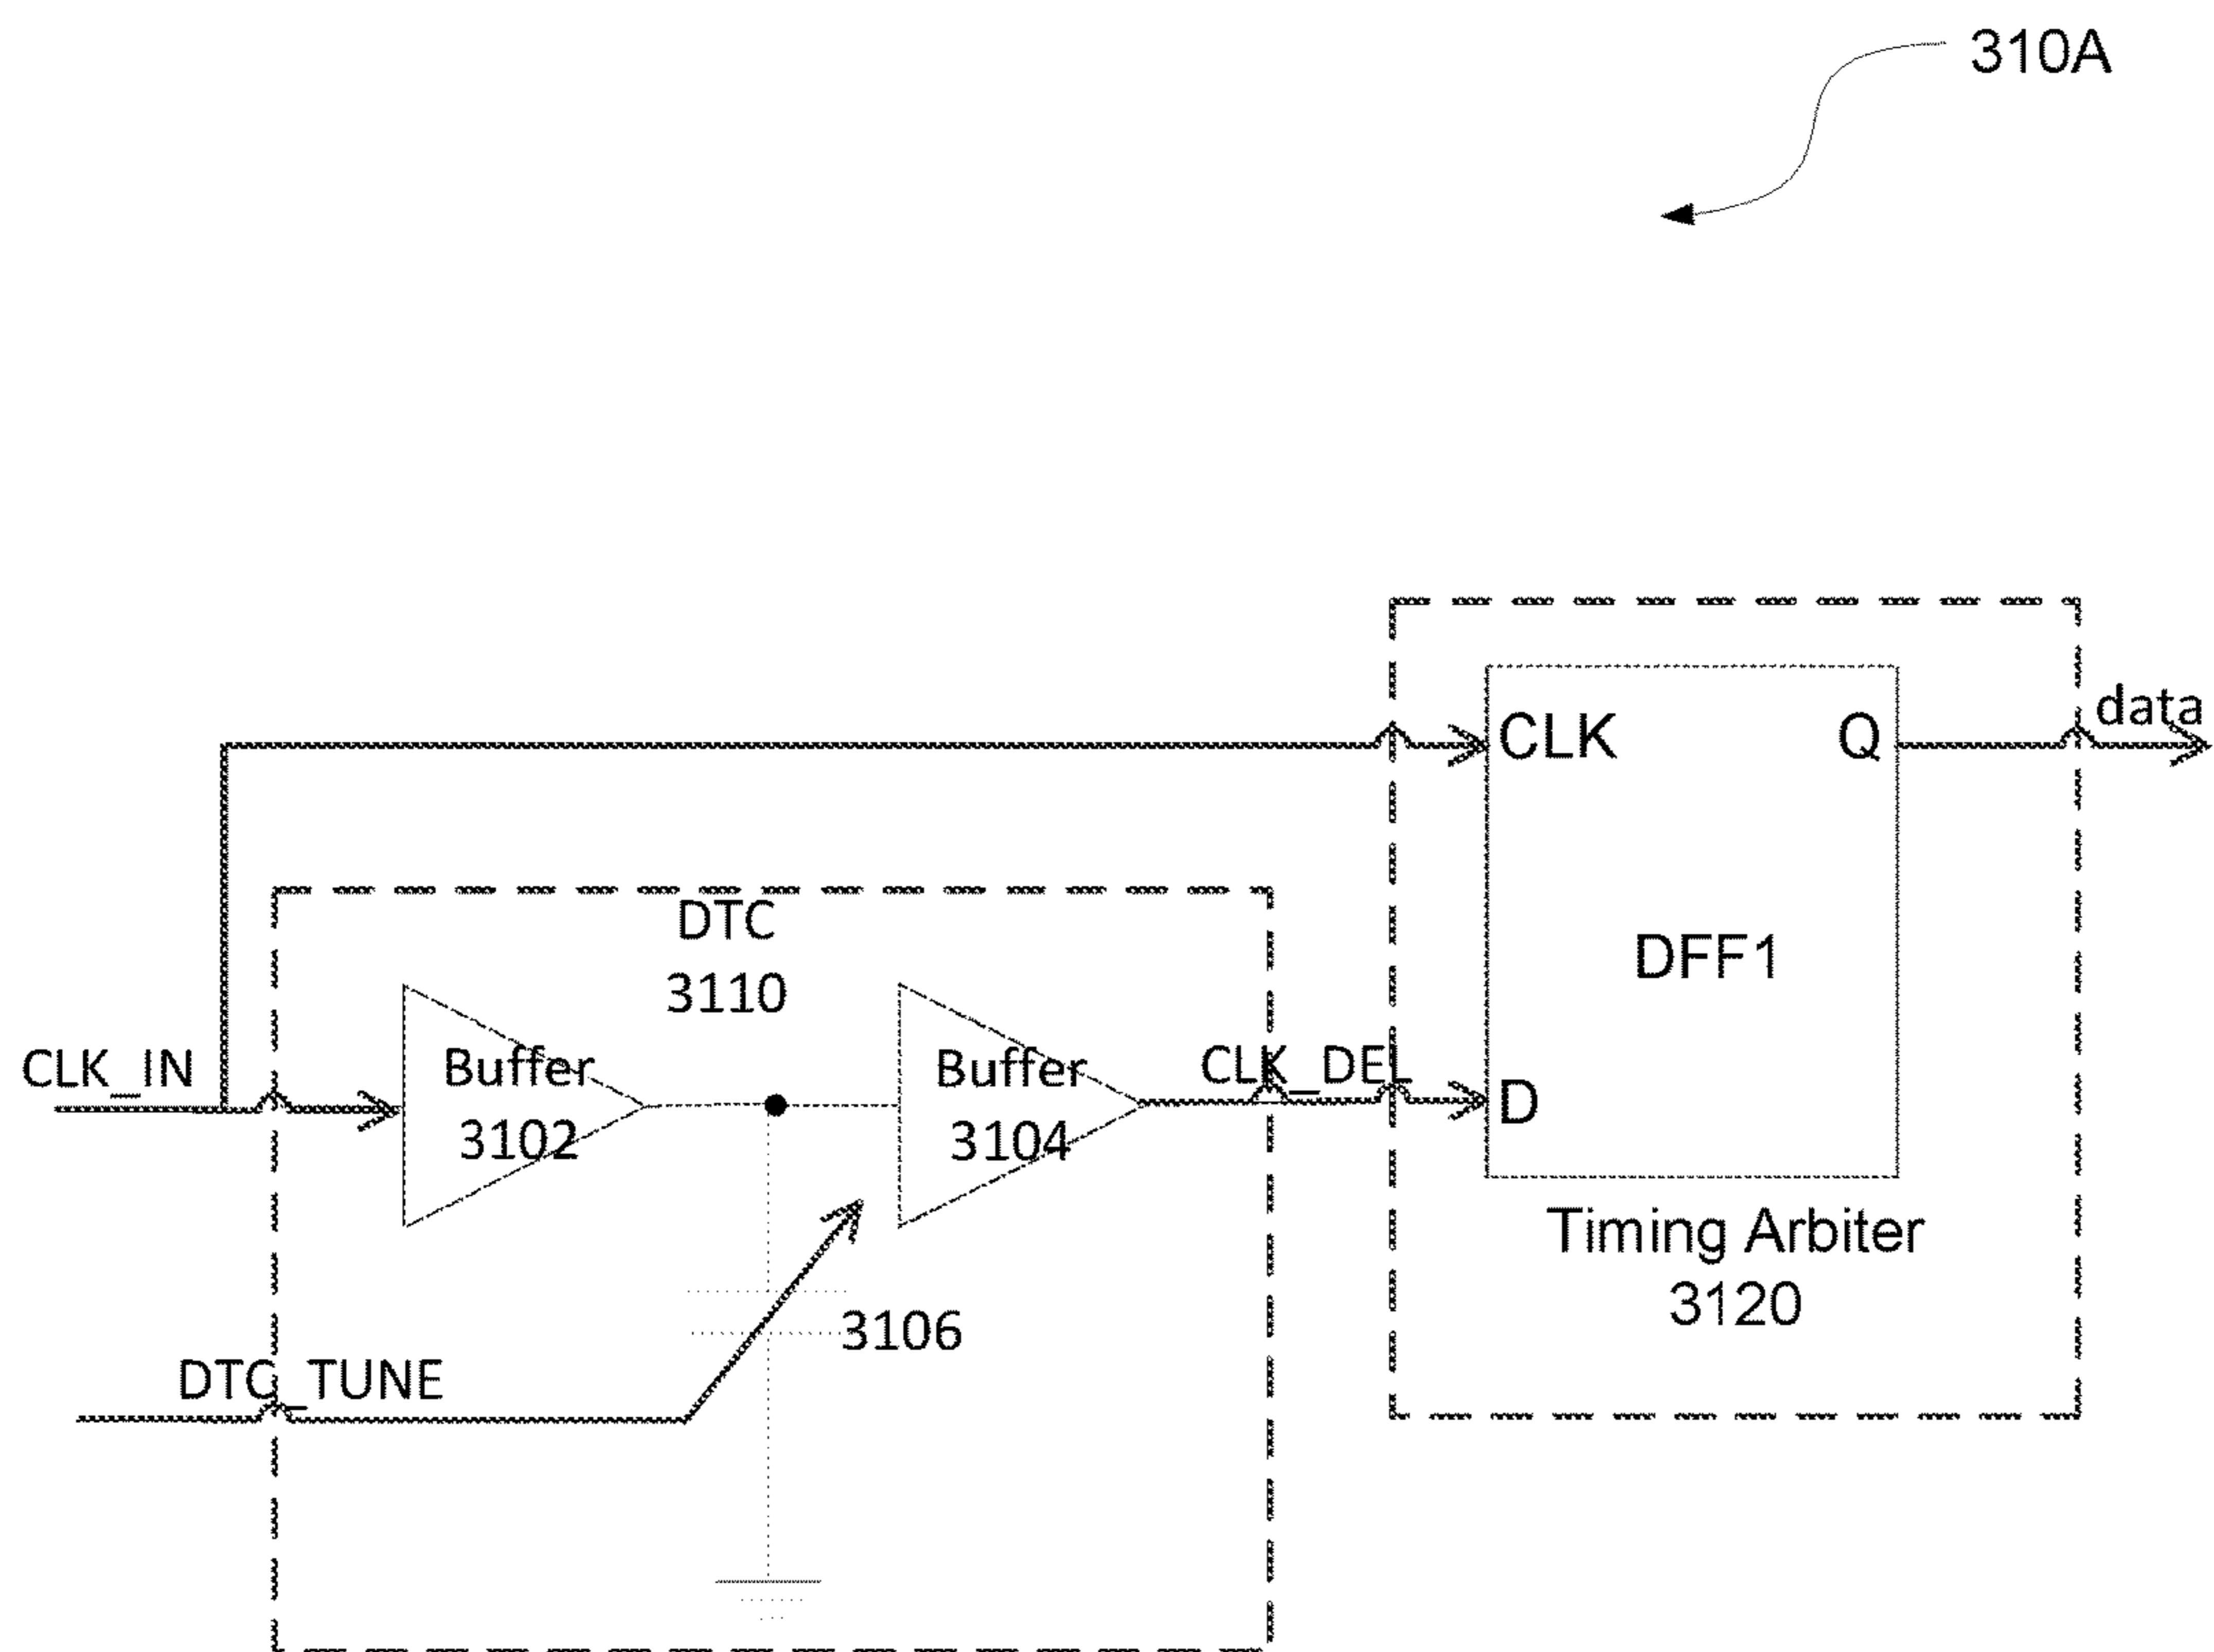 310A
data
CLK
Q
DTC
3110
DFF1
CLK_IN
Buffer
3102
Buffer
3104
CLK_DEL
D
Timing Arbiter
3120
3106
DTC_TUNE